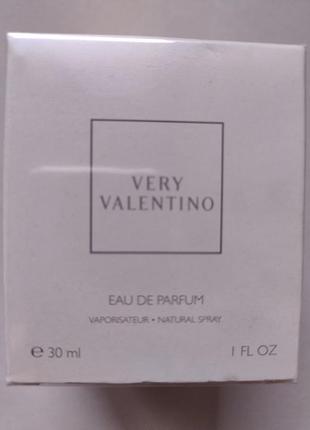 VERY
VALENTINO
EAU DE PARFUM
VAPORISATEUR • NATURAL SPRAY
℮ 30 ml 1 FL OZ